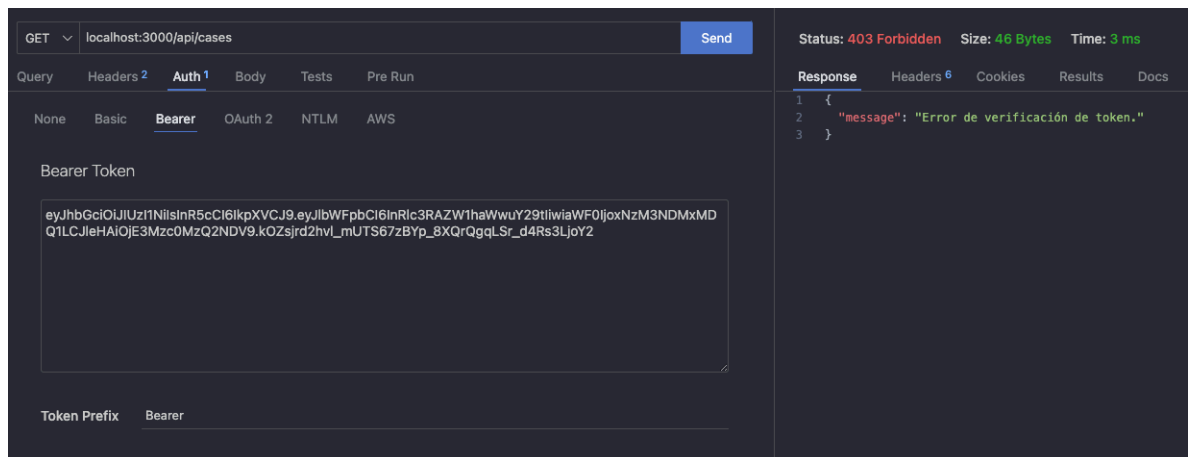 GET localhost:3000/api/cases Send
Query Headers 2 Auth 1 Body Tests Pre Run
None Basic Bearer OAuth 2 NTLM AWS
Bearer Token
eyJhbGciOiJIUzI1NiIsInR5cCI6IkpXVCJ9.eyJlbWFpbCI6InRlc3RAZW1haWwuY29tIiwiaWF0IjoxNzM3NDMxMD
Q1LCJleHAiOjE3Mzc0MzQ2NDV9.kOZsjrd2hvl_mUTS67zBYp_8XQrQgqLSr_d4Rs3LjoY2
Token Prefix Bearer
Status: 403 Forbidden Size: 46 Bytes Time: 3 ms
Response Headers 6 Cookies Results Docs
1 {
2 "message": "Error de verificación de token."
3 }